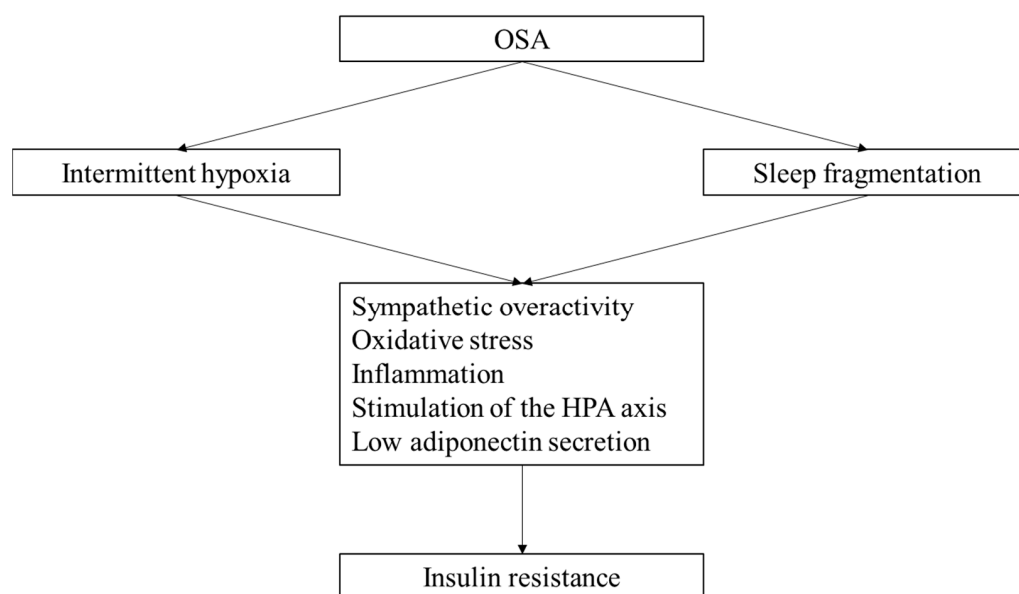 OSA
Intermittent hypoxia
Sleep fragmentation
Sympathetic overactivity
Oxidative stress
Inflammation
Stimulation of the HPA axis
Low adiponectin secretion
Insulin resistance